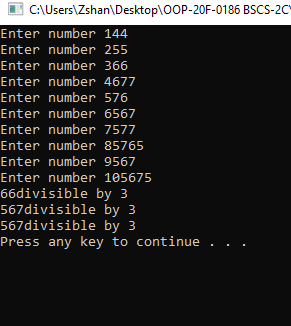 C:\Users\Zshan\Desktop\OOP-20F-0186 BSCS-2C\
Enter number 144
Enter number 255
Enter number 366
Enter number 4677
Enter number 576
Enter number 6567
Enter number 7577
Enter number 85765
Enter number 9567
Enter number 105675
66divisible by 3
567divisible by 3
567divisible by 3
Press any key to continue . . .